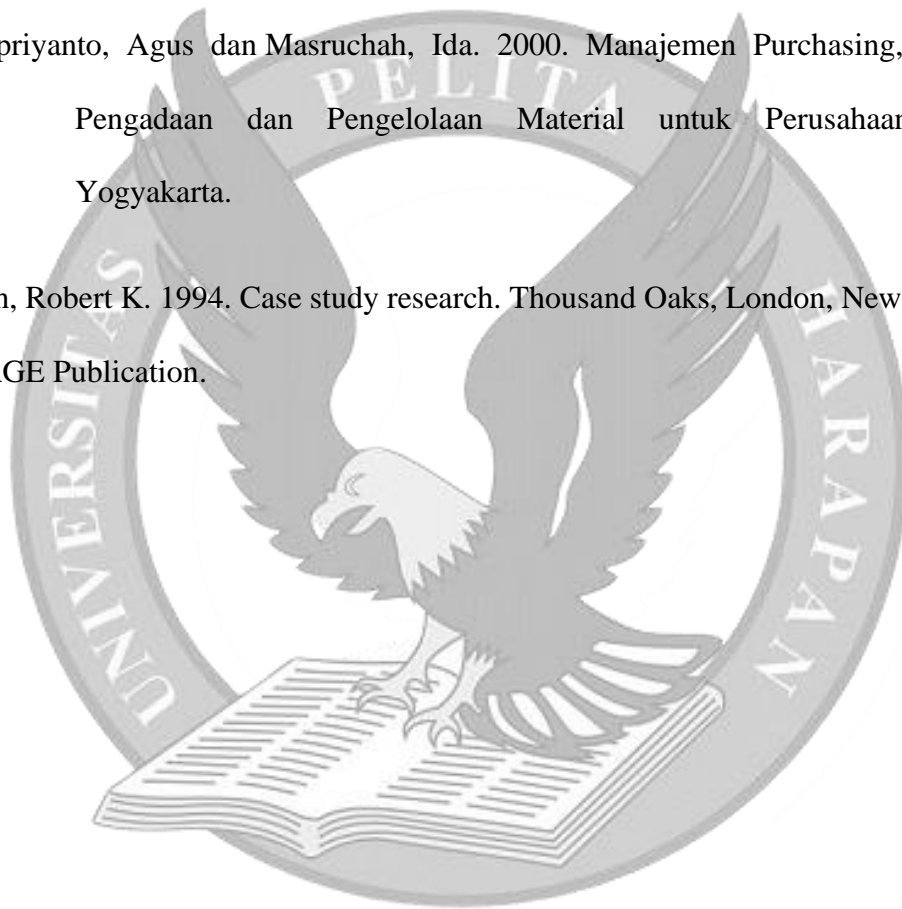 priyanto, Agus dan Masruchah, Ida. 2000. Manajemen Purchasing,
Pengadaan dan Pengelolaan Material untuk Perusahaan
Yogyakarta.
n, Robert K. 1994. Case study research. Thousand Oaks, London, New
AGE Publication.
UNIVERSITAS PELITA HARAPAN